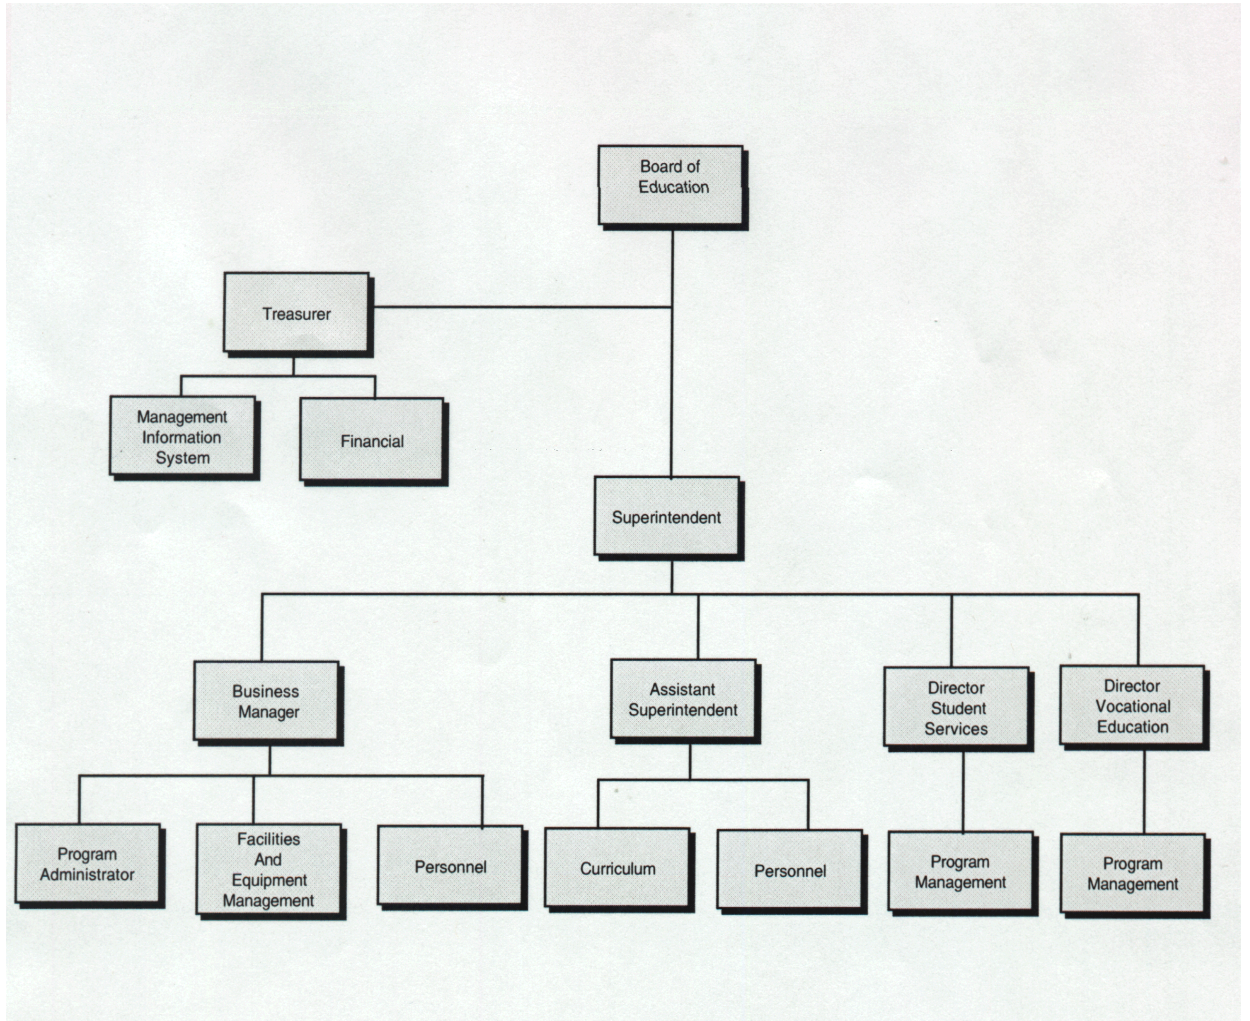 Board of
Education
Treasurer
Management
Information
System
Financial
Superintendent
Business
Manager
Assistant
Superintendent
Director
Student
Services
Director
Vocational
Education
Program
Administrator
Facilities
And
Equipment
Management
Personnel
Curriculum
Personnel
Program
Management
Program
Management